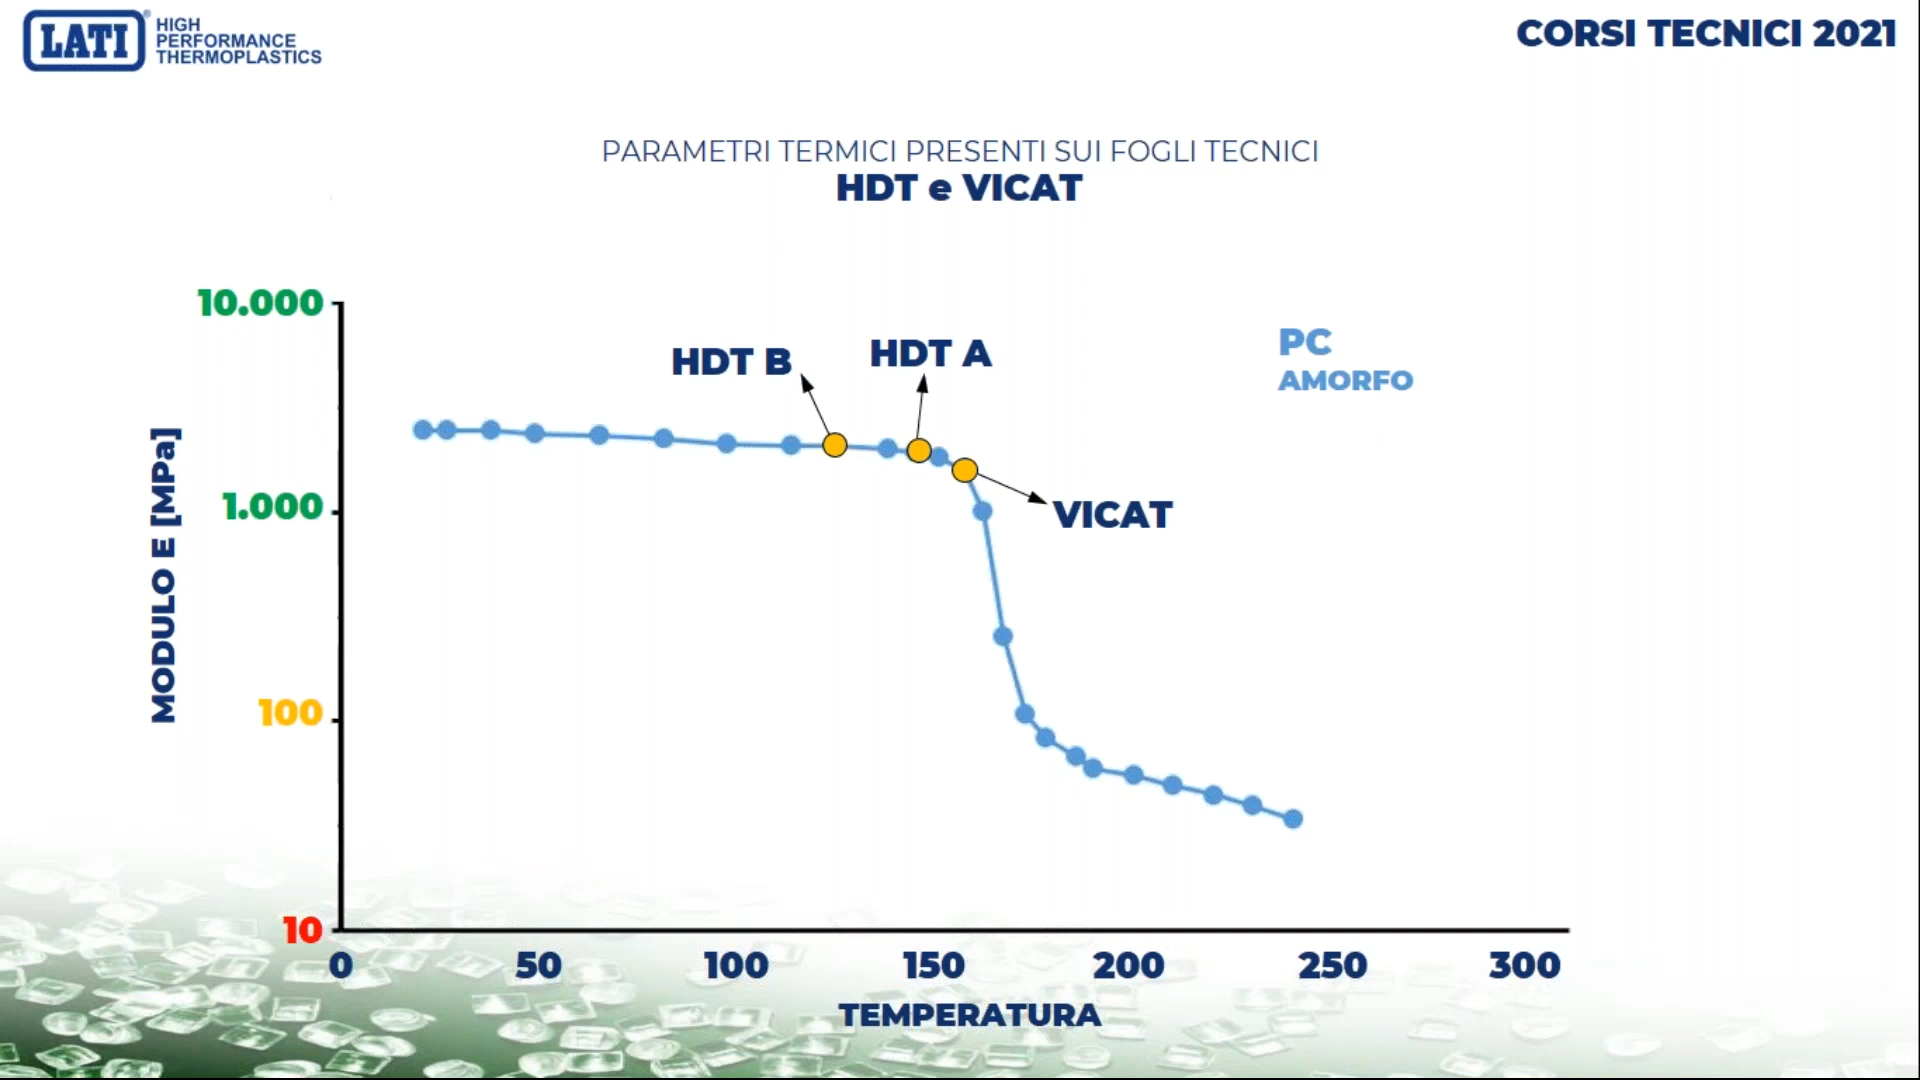 LATI®
HIGH
PERFORMANCE
THERMOPLASTICS
CORSI TECNICI 2021
PARAMETRI TERMICI PRESENTI SUI FOGLI TECNICI
HDT e VICAT
10.000
1.000
100
10
MODULO E [MPa]
HDT B
HDT A
VICAT
PC
AMORFO
0 50 100 150 200 250 300
TEMPERATURA